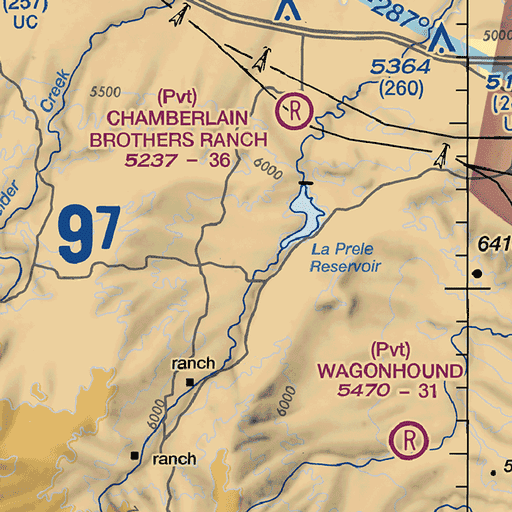 (257)
UC
287°
5000
5364
(260)
Creek
5500
(Pvt)
CHAMBERLAIN
BROTHERS RANCH
5237 - 36
R
6000
97
La Prele
Reservoir
641
ranch
(Pvt)
WAGONHOUND
5470 - 31
R
6000
6000
ranch